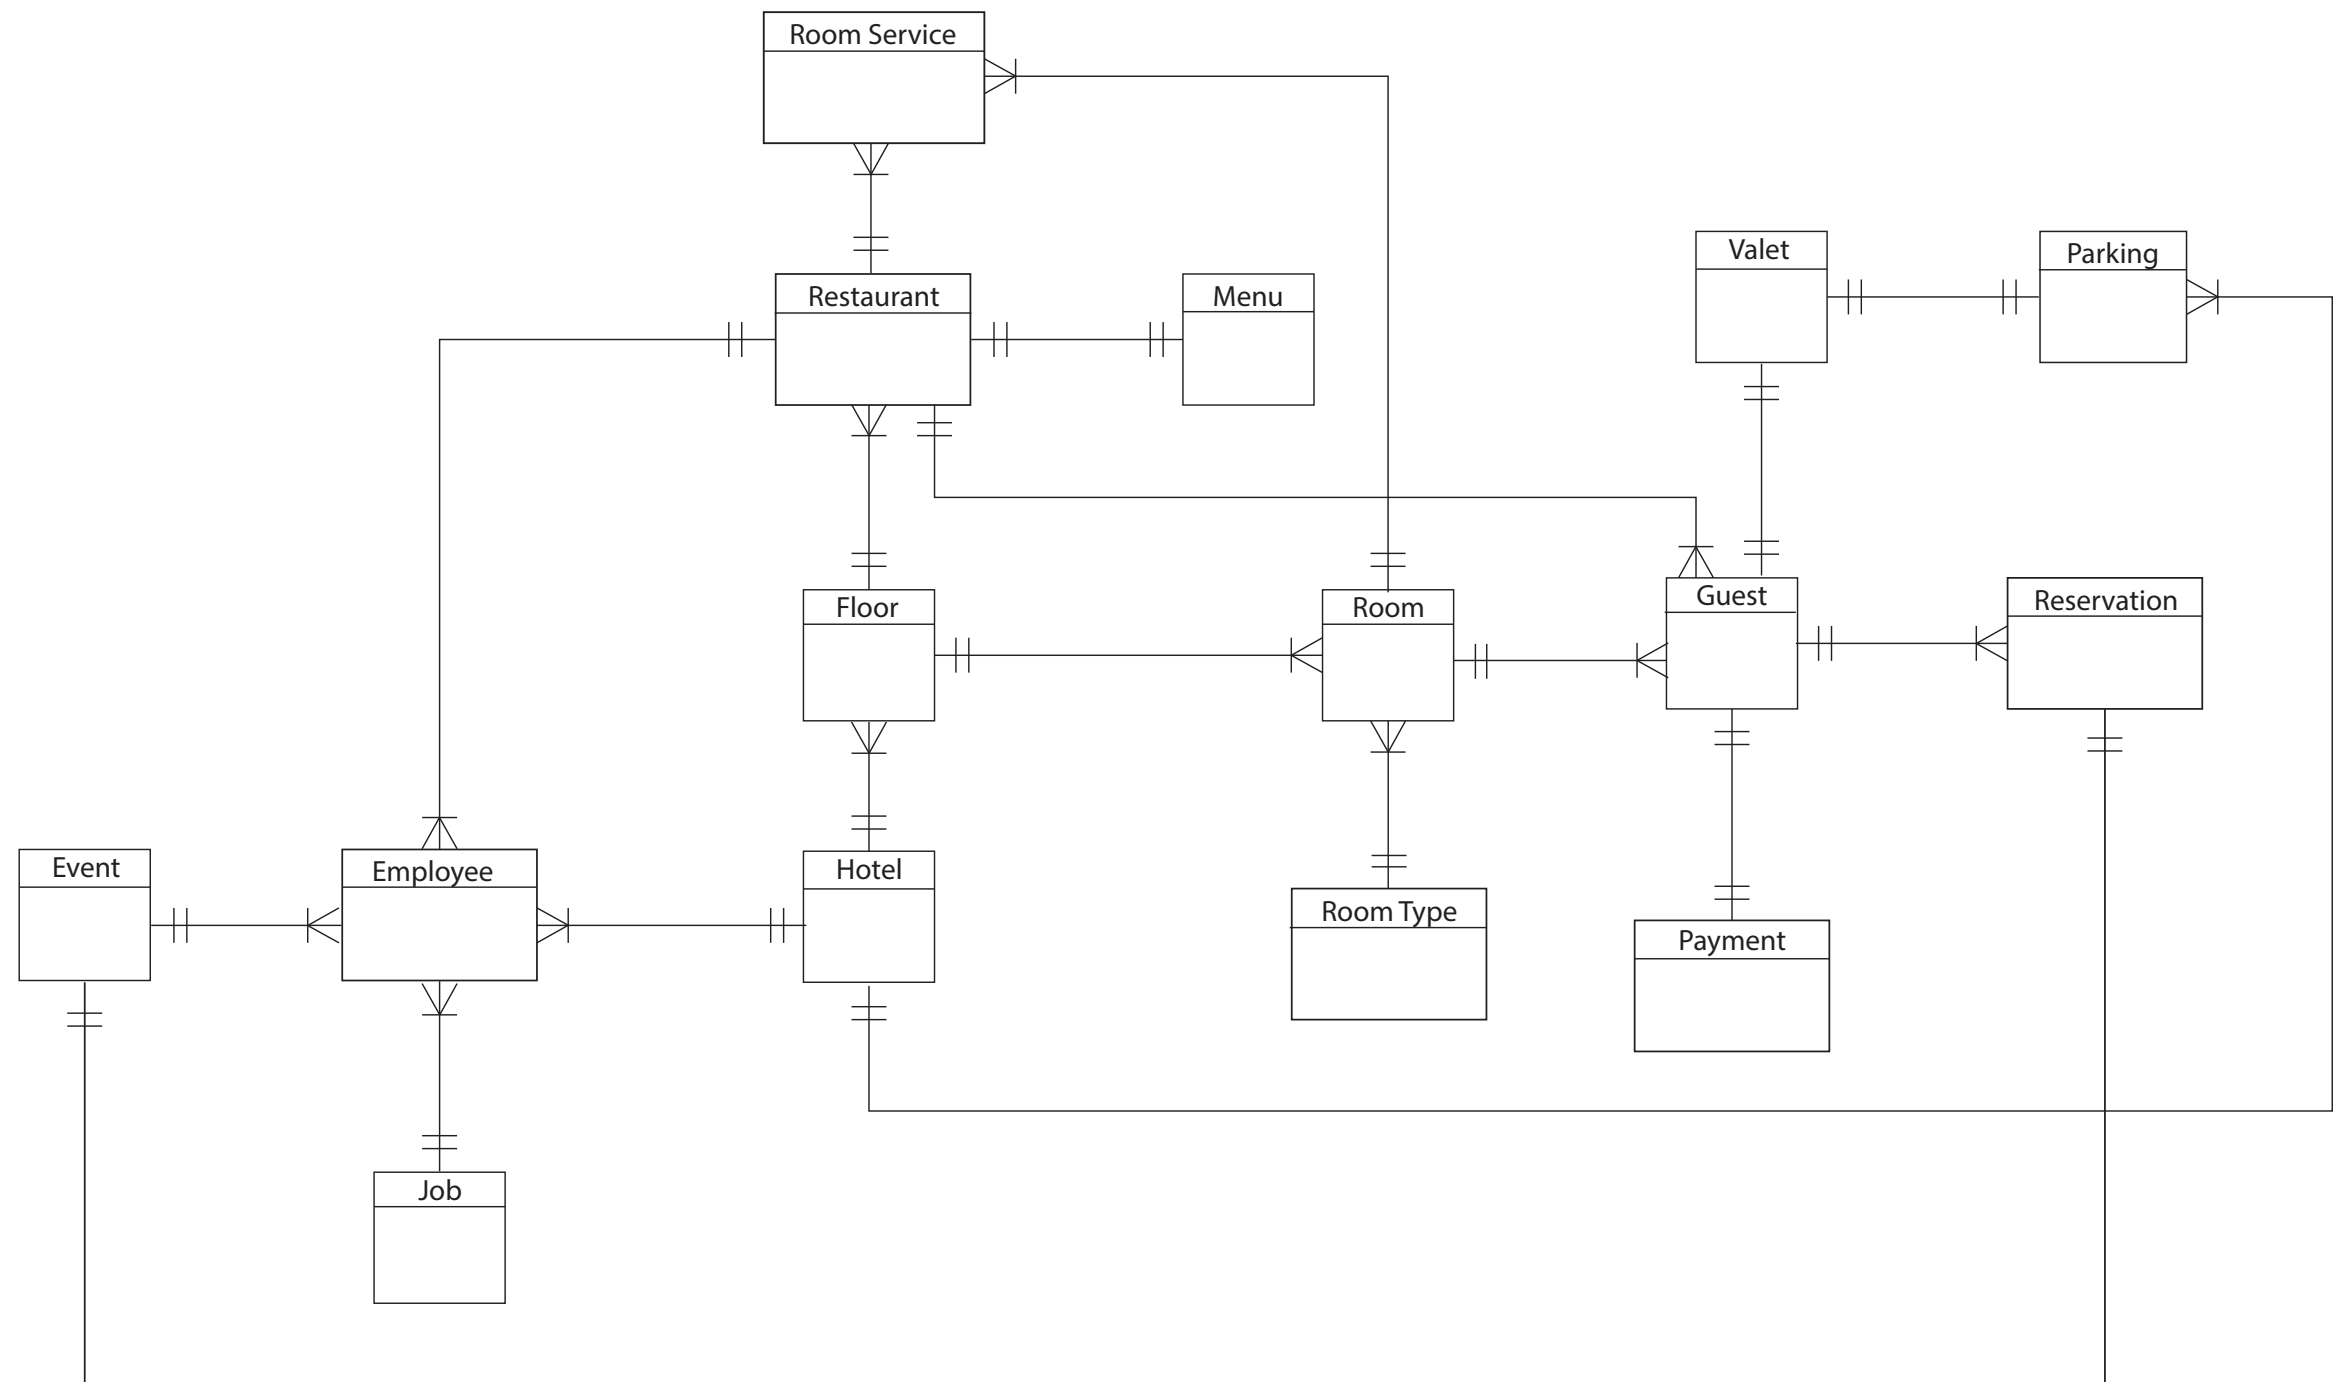 Room Service
Valet
Parking
Restaurant
Menu
Floor
Room
Guest
Reservation
Event
Employee
Hotel
Room Type
Payment
Job